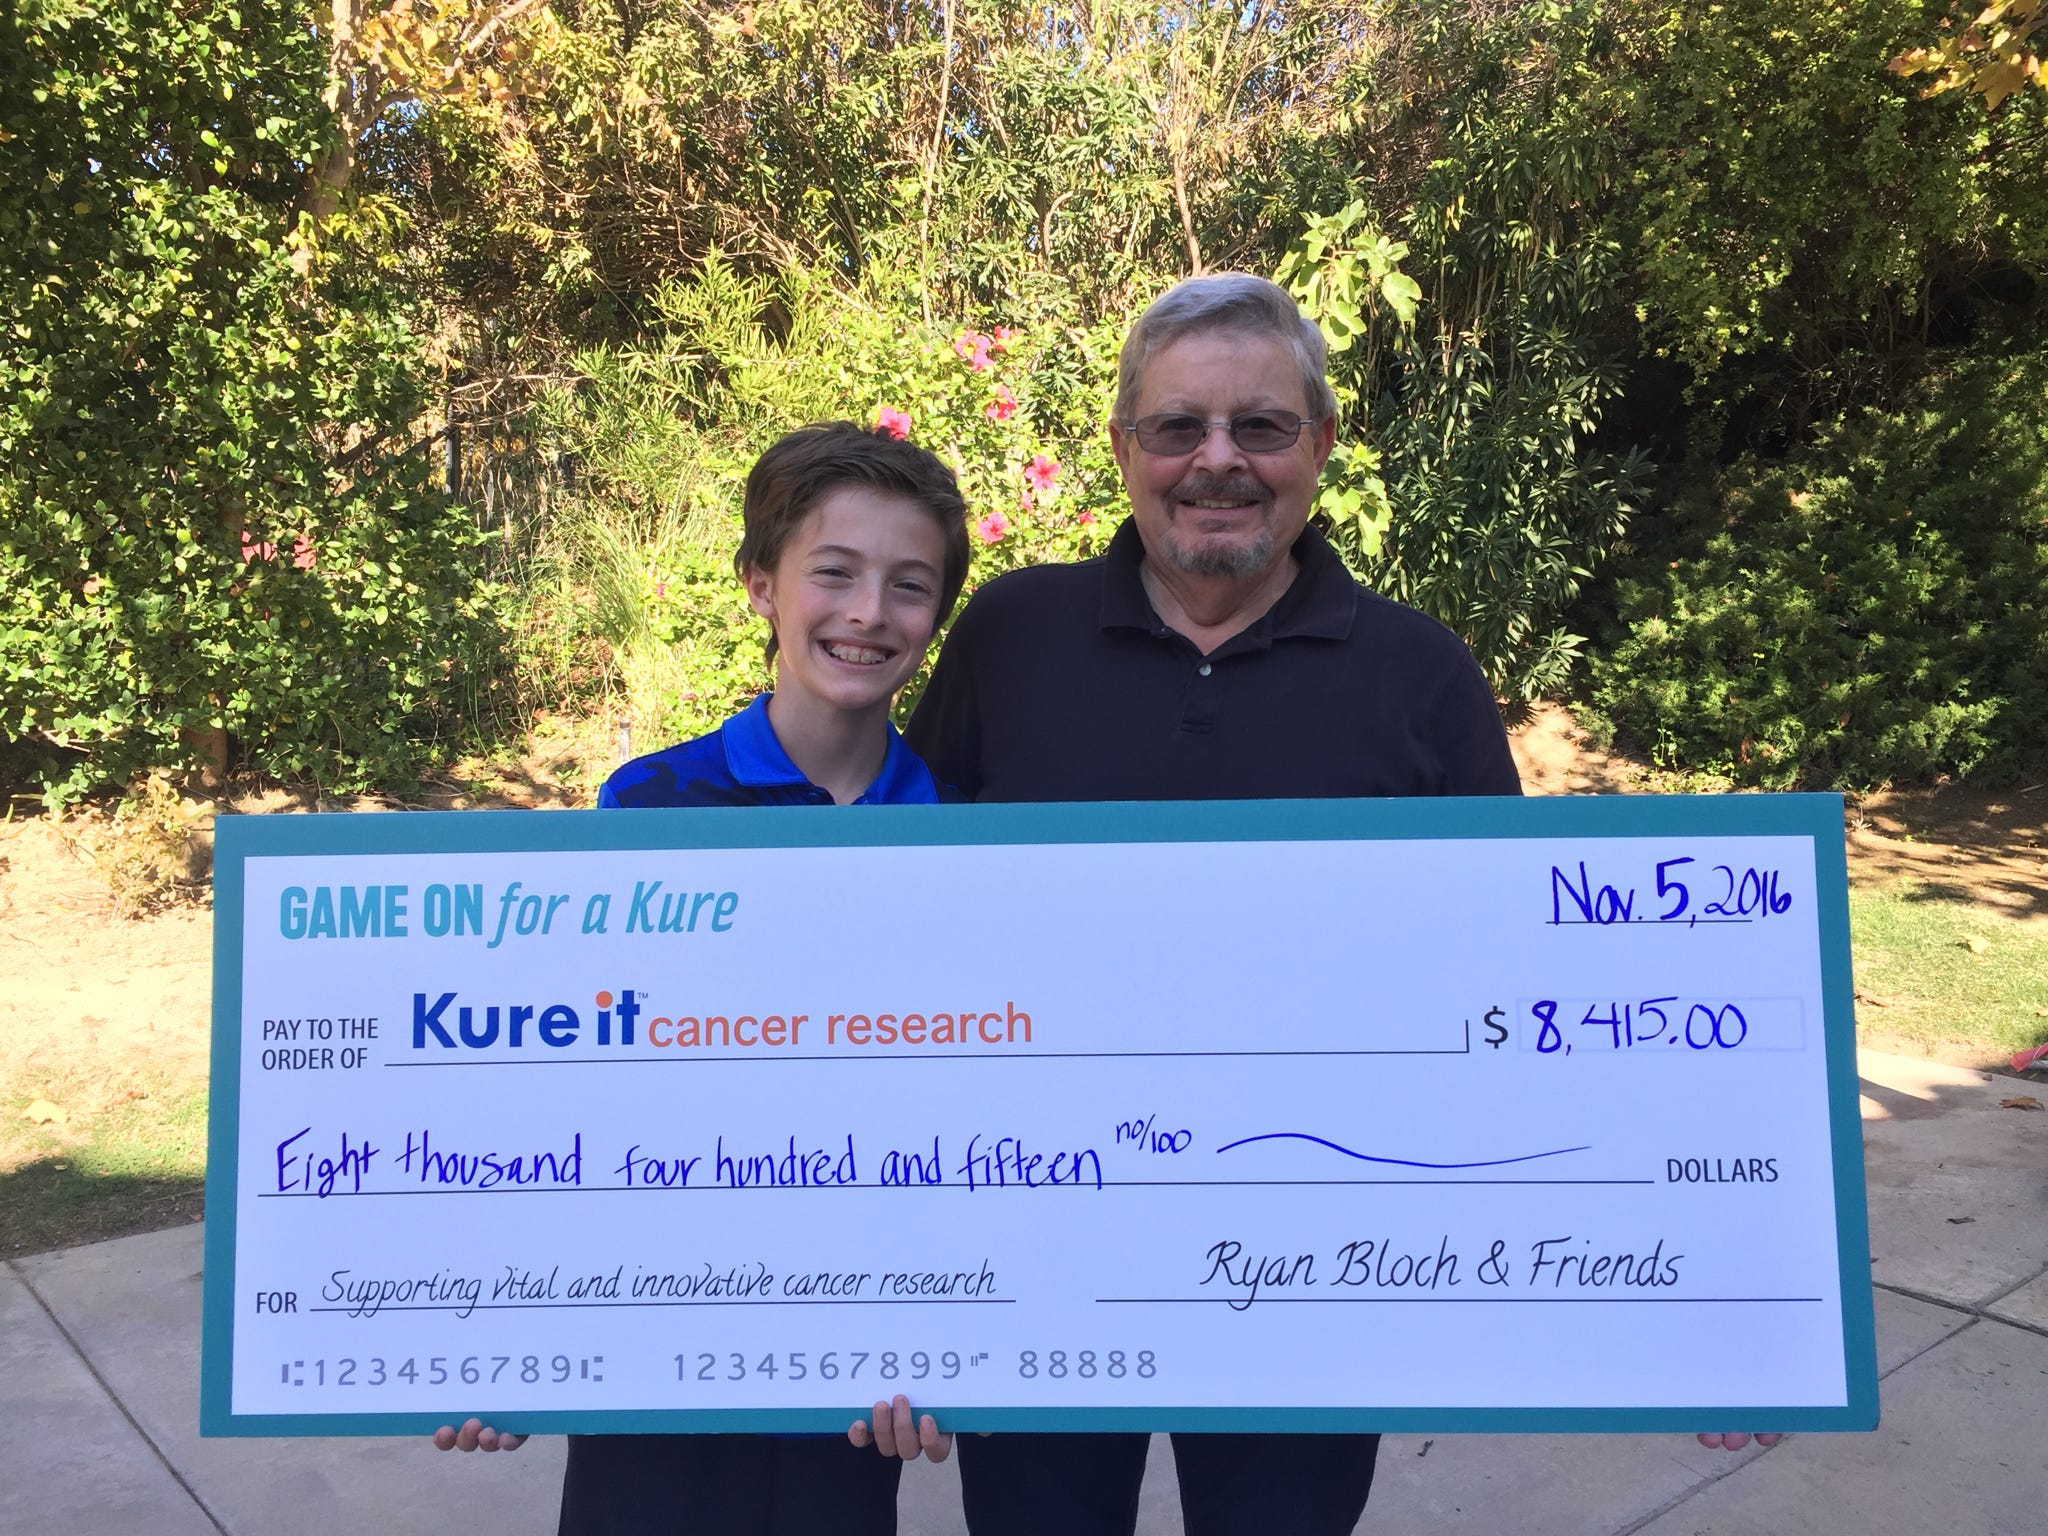 GAME ON for a Kure
Nov. 5, 2016
PAY TO THE
ORDER OF
Kure it™ cancer research
$ 8,415.00
Eight thousand four hundred and fifteen no/100
DOLLARS
FOR Supporting vital and innovative cancer research
Ryan Bloch & Friends
⑆123456789⑆ 1234567899⑈ 88888